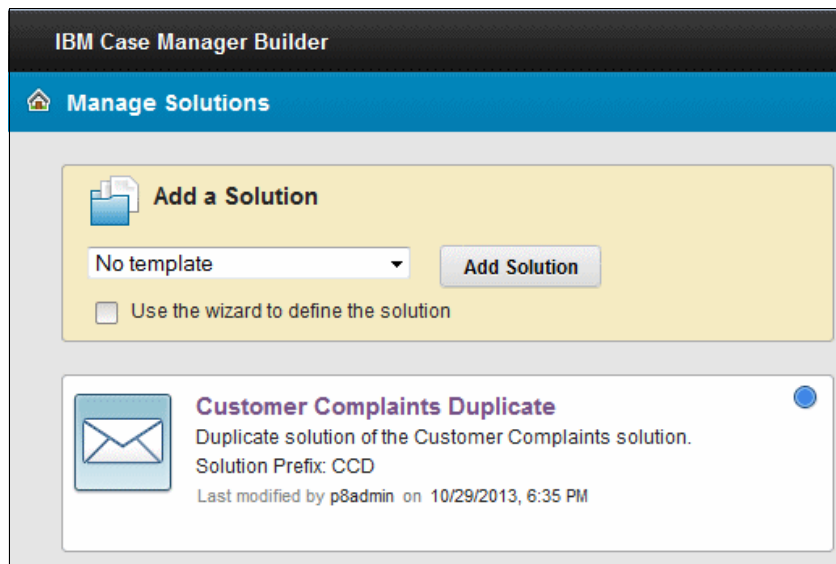 IBM Case Manager Builder
Manage Solutions
Add a Solution
No template
Add Solution
Use the wizard to define the solution
Customer Complaints Duplicate
Duplicate solution of the Customer Complaints solution.
Solution Prefix: CCD
Last modified by p8admin on 10/29/2013, 6:35 PM